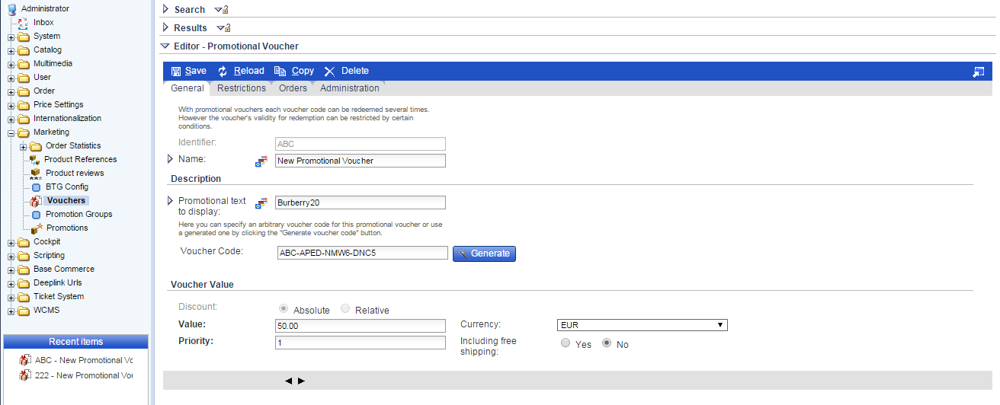 Administrator
Inbox
System
Catalog
Multimedia
User
Order
Price Settings
Internationalization
Marketing
Order Statistics
Product References
Product reviews
BTG Config
Vouchers
Promotion Groups
Promotions
Cockpit
Scripting
Base Commerce
Deeplink Urls
Ticket System
WCMS
Recent items
ABC - New Promotional Vc
222 - New Promotional Vou
Search
Results
Editor - Promotional Voucher
Save Reload Copy Delete
General Restrictions Orders Administration
With promotional vouchers each voucher code can be redeemed several times.
However the voucher's validity for redemption can be restricted by certain
conditions.
Identifier: ABC
Name: New Promotional Voucher
Description
Promotional text
to display: Burberry20
Here you can specify an arbitrary voucher code for this promotional voucher or use
a generated one by clicking the "Generate voucher code" button.
Voucher Code: ABC-APED-NMW6-DNC5 Generate
Voucher Value
Discount: Absolute Relative
Value: 50.00 Currency: EUR
Priority: 1 Including free
shipping: Yes No